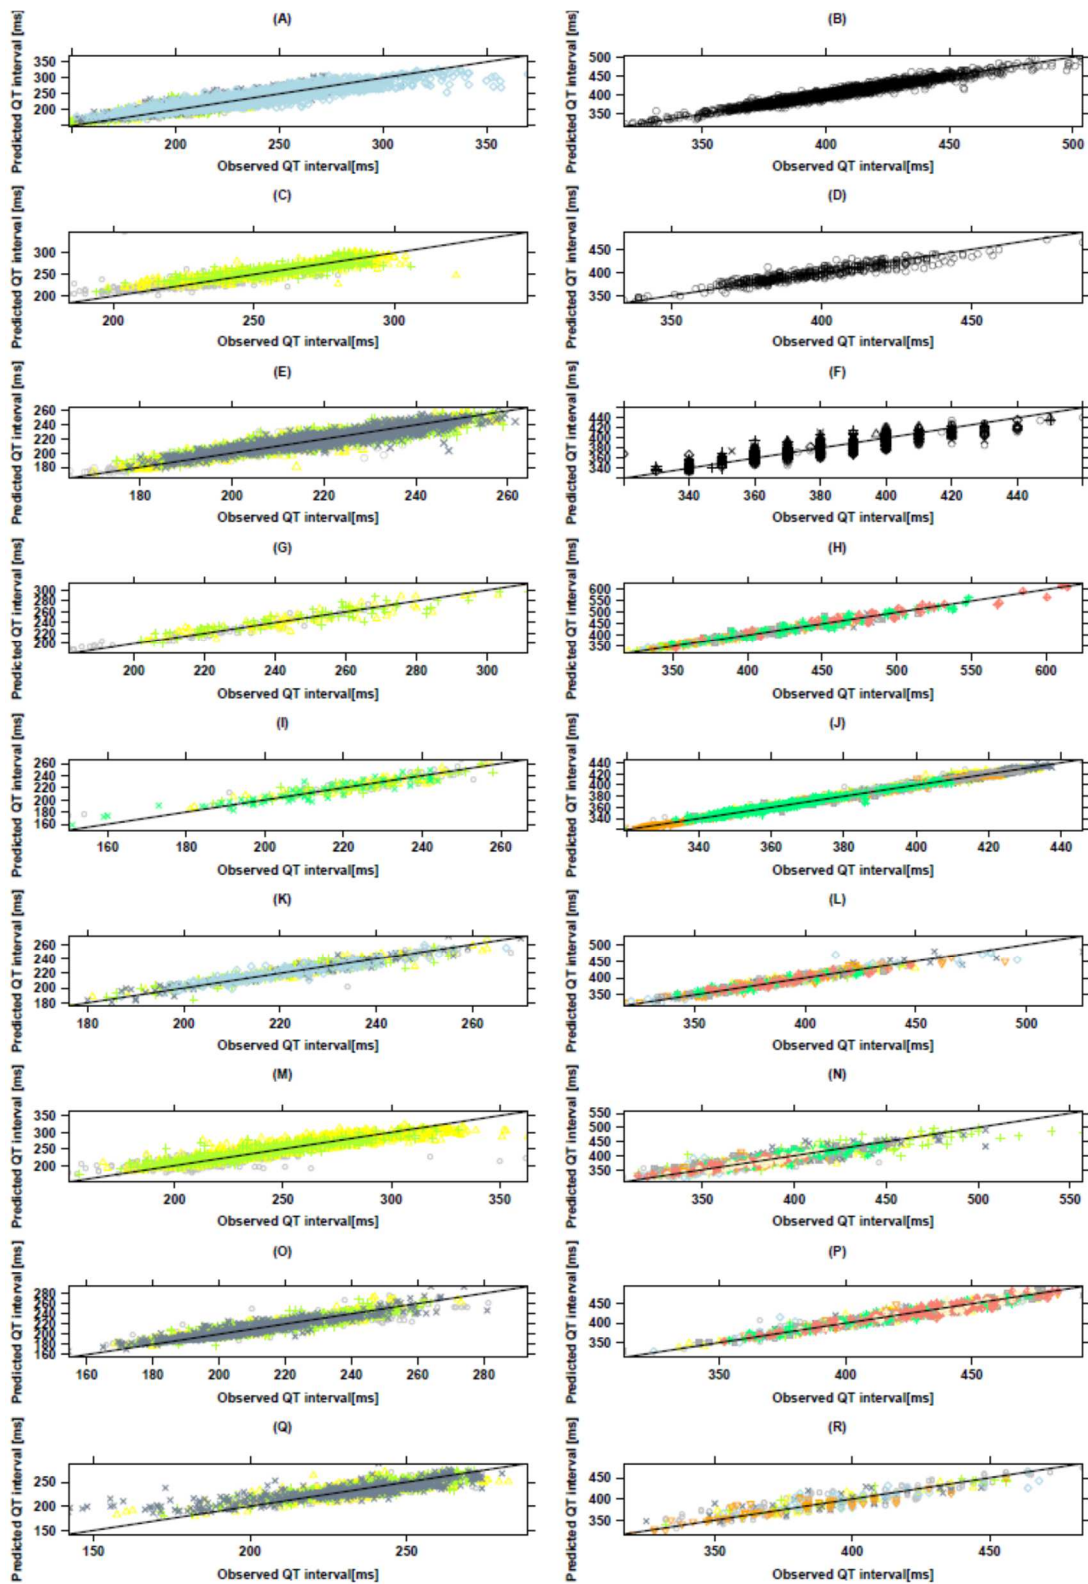 (A)
Predicted QT interval [ms]
350
300
250
200
200 250 300 350
Observed QT interval[ms]
(B)
Predicted QT interval [ms]
500
450
400
350
350 400 450 500
Observed QT interval[ms]
(C)
Predicted QT interval [ms]
300
250
200
200 250 300
Observed QT interval[ms]
(D)
Predicted QT interval [ms]
450
400
350
350 400 450
Observed QT interval[ms]
(E)
Predicted QT interval [ms]
260
240
220
200
180
180 200 220 240 260
Observed QT interval[ms]
(F)
Predicted QT interval [ms]
440
420
400
380
360
340
340 360 380 400 420 440
Observed QT interval[ms]
(G)
Predicted QT interval [ms]
300
280
260
240
220
200
200 220 240 260 280 300
Observed QT interval[ms]
(H)
Predicted QT interval [ms]
600
550
500
450
400
350
350 400 450 500 550 600
Observed QT interval[ms]
(I)
Predicted QT interval [ms]
260
240
220
200
180
160
160 180 200 220 240 260
Observed QT interval[ms]
(J)
Predicted QT interval [ms]
440
420
400
380
360
340
340 360 380 400 420 440
Observed QT interval[ms]
(K)
Predicted QT interval [ms]
260
240
220
200
180
180 200 220 240 260
Observed QT interval[ms]
(L)
Predicted QT interval [ms]
500
450
400
350
350 400 450 500
Observed QT interval[ms]
(M)
Predicted QT interval [ms]
350
300
250
200
200 250 300 350
Observed QT interval[ms]
(N)
Predicted QT interval [ms]
550
500
450
400
350
350 400 450 500 550
Observed QT interval[ms]
(O)
Predicted QT interval [ms]
280
260
240
220
200
180
160
160 180 200 220 240 260 280
Observed QT interval[ms]
(P)
Predicted QT interval [ms]
450
400
350
350 400 450
Observed QT interval[ms]
(Q)
Predicted QT interval [ms]
250
200
150
150 200 250
Observed QT interval[ms]
(R)
Predicted QT interval [ms]
450
400
350
350 400 450
Observed QT interval[ms]